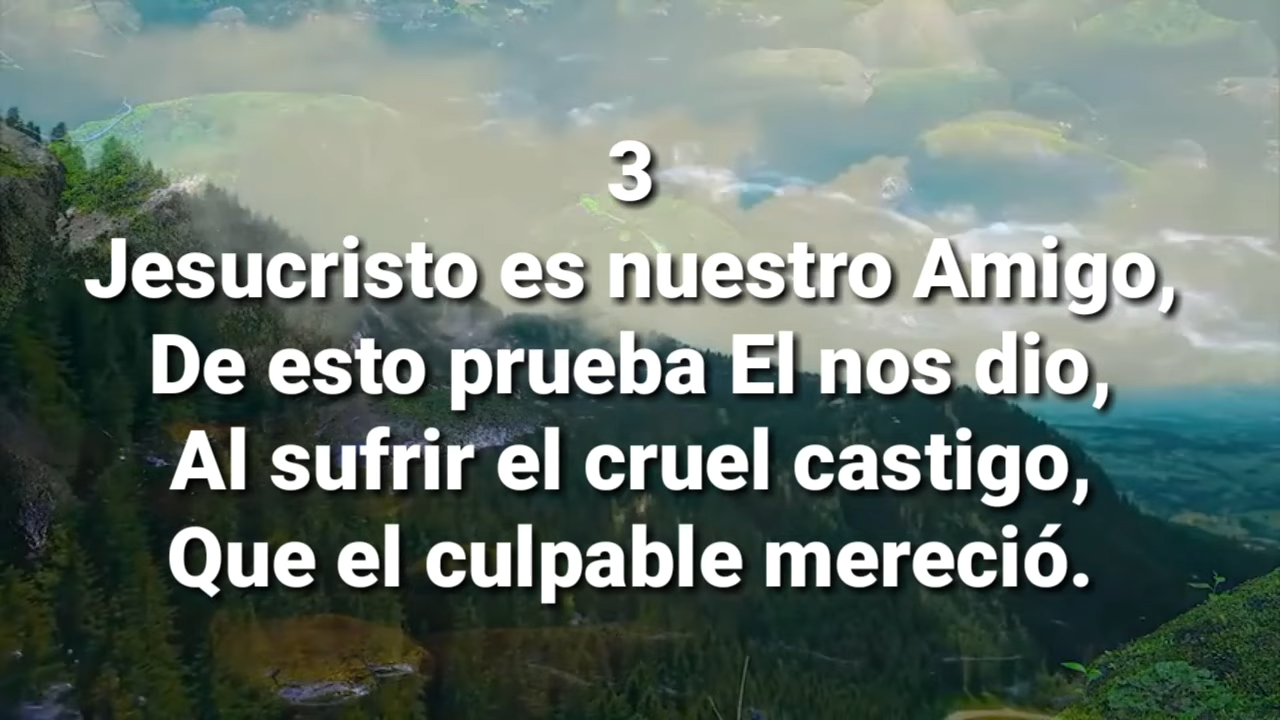 3
Jesucristo es nuestro Amigo,
De esto prueba El nos dio,
Al sufrir el cruel castigo,
Que el culpable mereció.